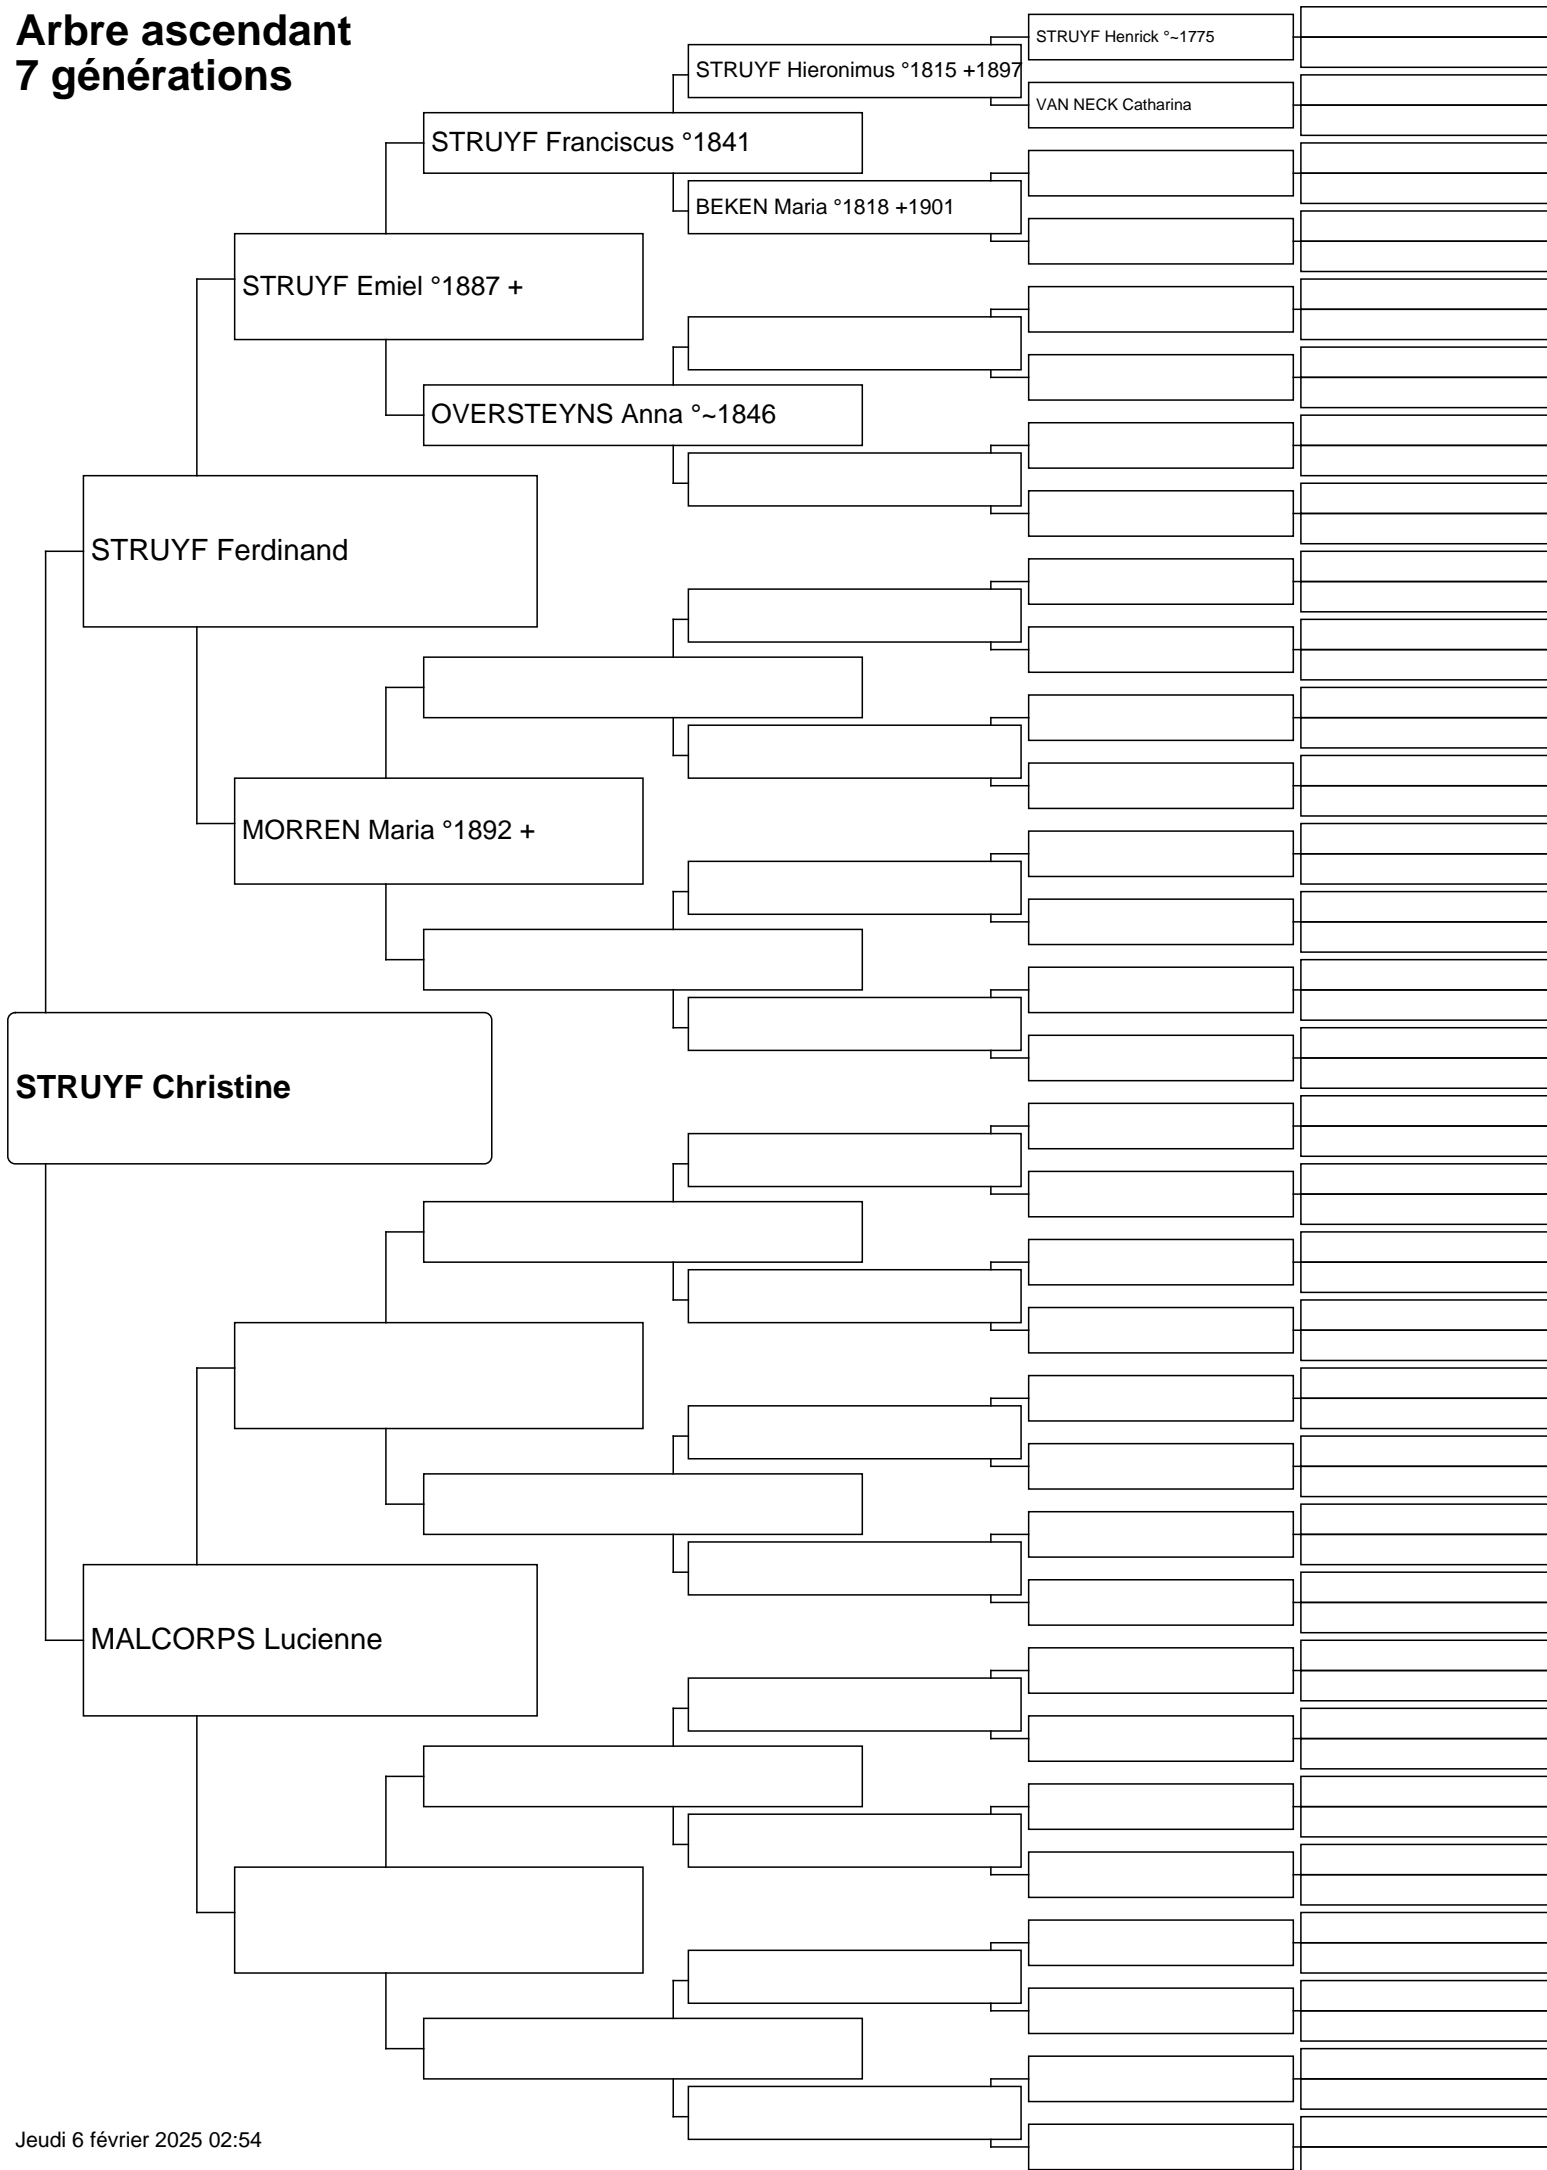 Arbre ascendant
7 générations
STRUYF Henrick °~1775
STRUYF Hieronimus °1815 +1897
VAN NECK Catharina
STRUYF Franciscus °1841
BEKEN Maria °1818 +1901
STRUYF Emiel °1887 +
OVERSTEYNS Anna °~1846
STRUYF Ferdinand
MORREN Maria °1892 +
STRUYF Christine
MALCORPS Lucienne
Jeudi 6 février 2025 02:54